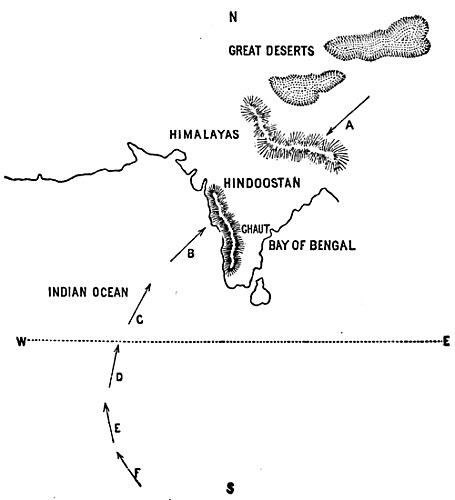 N
GREAT DESERTS
A
HIMALAYAS
HINDOOSTAN
GHAUT
B
BAY OF BENGAL
INDIAN OCEAN
C
W
E
D
E
F
S